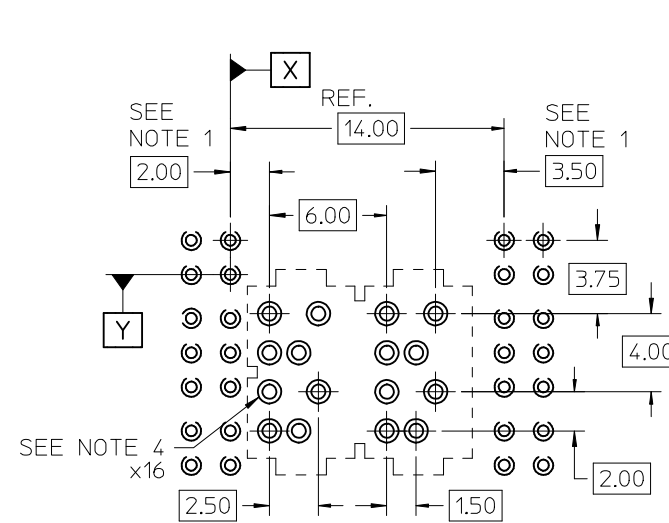 X
REF.
SEE
NOTE 1
14.00
SEE
NOTE 1
2.00
3.50
6.00
3.75
Y
4.00
SEE NOTE 4
x16
2.00
2.50
1.50